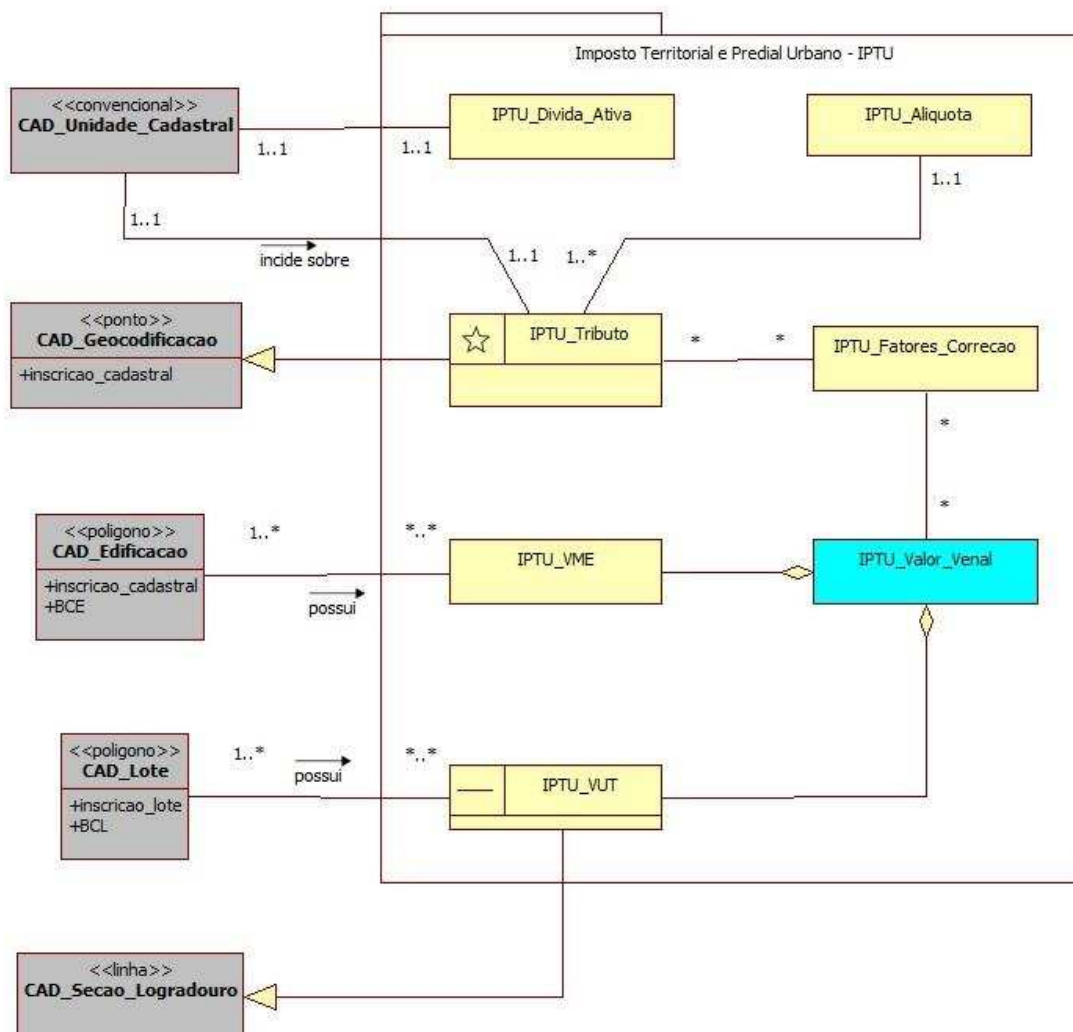 Imposto Territorial e Predial Urbano - IPTU
<<convencional>>
CAD_Unidade_Cadastral
IPTU_Divida_Ativa
IPTU_Aliquota
1..1
1..1
1..1
1..1
incide sobre
1..1
1..*
<<ponto>>
CAD_Geocodificacao
+inscricao_cadastral
IPTU_Tributo
*
*
IPTU_Fatores_Correcao
*
*
<<poligono>>
CAD_Edificacao
+inscricao_cadastral
+BCE
1..*
possui
*..*
IPTU_VME
IPTU_Valor_Venal
<<poligono>>
CAD_Lote
+inscricao_lote
+BCL
1..*
possui
*..*
IPTU_VUT
<<linha>>
CAD_Secao_Logradouro